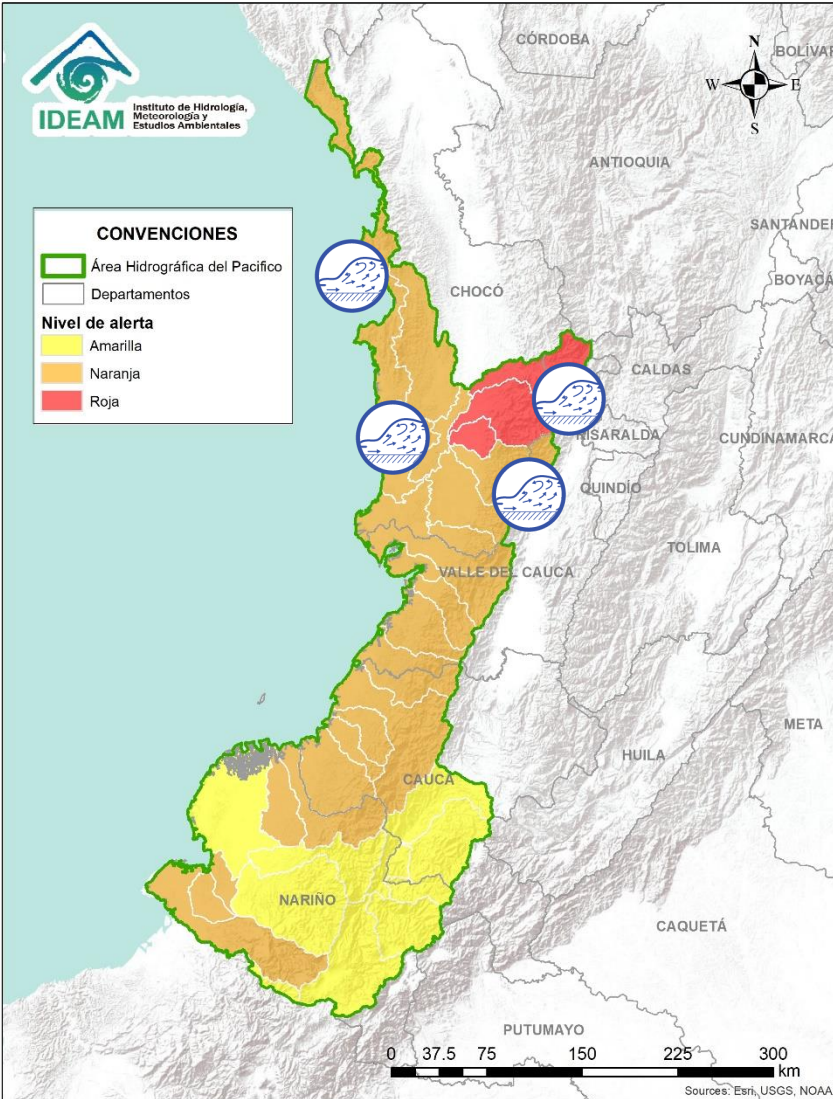 IDEAM
Instituto de Hidrología,
Meteorología y
Estudios Ambientales
CONVENCIONES
Área Hidrográfica del Pacifico
Departamentos
Nivel de alerta
Amarilla
Naranja
Roja
N
W E
S
CÓRDOBA
BOLÍVAR
ANTIOQUIA
SANTANDER
BOYACÁ
CHOCÓ
CALDAS
RISARALDA
CUNDINAMARCA
QUINDÍO
TOLIMA
VALLE DEL CAUCA
META
HUILA
CAUCA
NARIÑO
CAQUETÁ
PUTUMAYO
0 37.5 75 150 225 300
km
Sources: Esri, USGS, NOAA